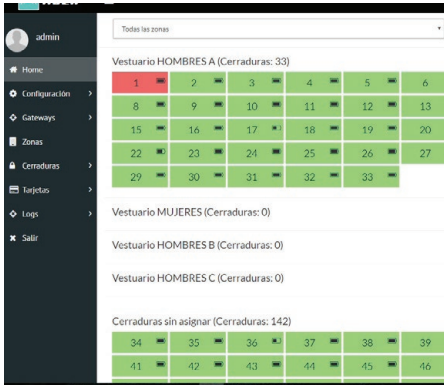 admin
Home
Configuración
Gateways
Zonas
Cerraduras
Tarjetas
Logs
Salir
Todas las zonas
Vestuario HOMBRES A (Cerraduras: 33)
1 2 3 4 5 6
8 9 10 11 12 13
15 16 17 18 19 20
22 23 24 25 26 27
29 30 31 32 33
Vestuario MUJERES (Cerraduras: 0)
Vestuario HOMBRES B (Cerraduras: 0)
Vestuario HOMBRES C (Cerraduras: 0)
Cerraduras sin asignar (Cerraduras: 142)
34 35 36 37 38 39
41 42 43 44 45 46